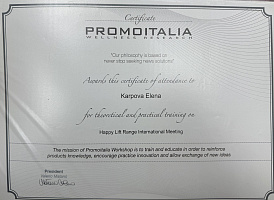 Certificate
PROMOITALIA
WELLNESS RESEARCH
"Our philosophy is based on
never stop seeking news solutions"
Awards this certificate of attendance to
Karpova Elena
for theoretical and practical training on
Happy Lift Range International Meeting
The mission of Promoitalia Workshop is to train and educate in order to reinforce
products knowledge, encourage practice innovation and allow exchange of new ideas
President